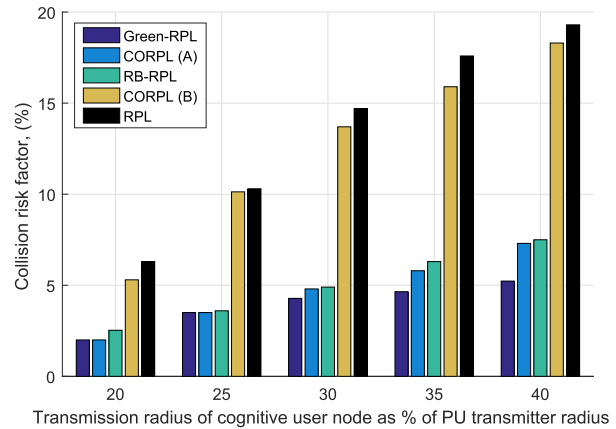 Collision risk factor, (%)
20
15
10
5
0
Green-RPL
CORPL (A)
RB-RPL
CORPL (B)
RPL
20 25 30 35 40
Transmission radius of cognitive user node as % of PU transmitter radius